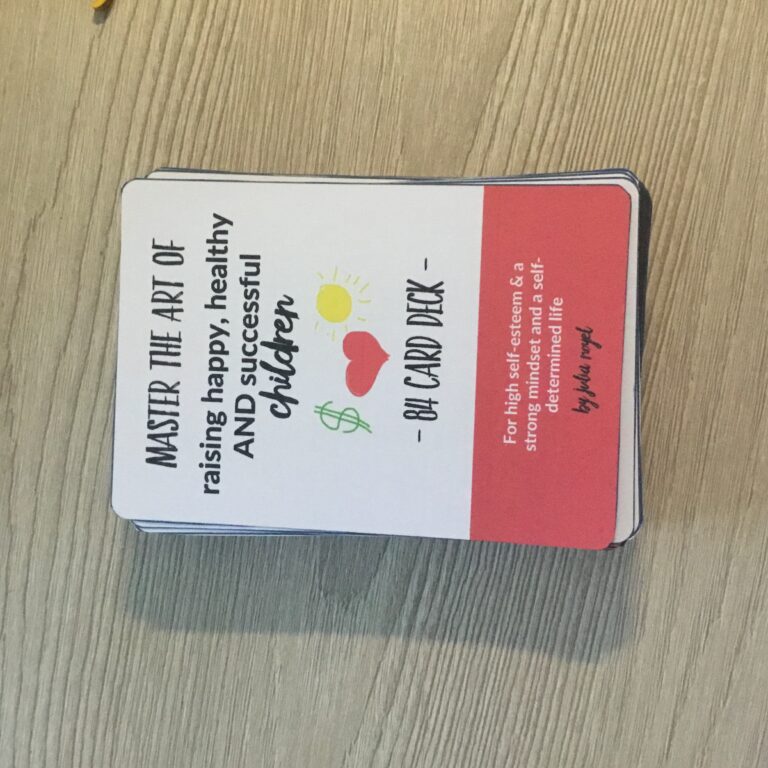 MASTER THE ART OF
raising happy, healthy
AND successful
children
$
- 84 CARD DECK -
For high self-esteem & a
strong mindset and a self-
determined life
by julia noyel